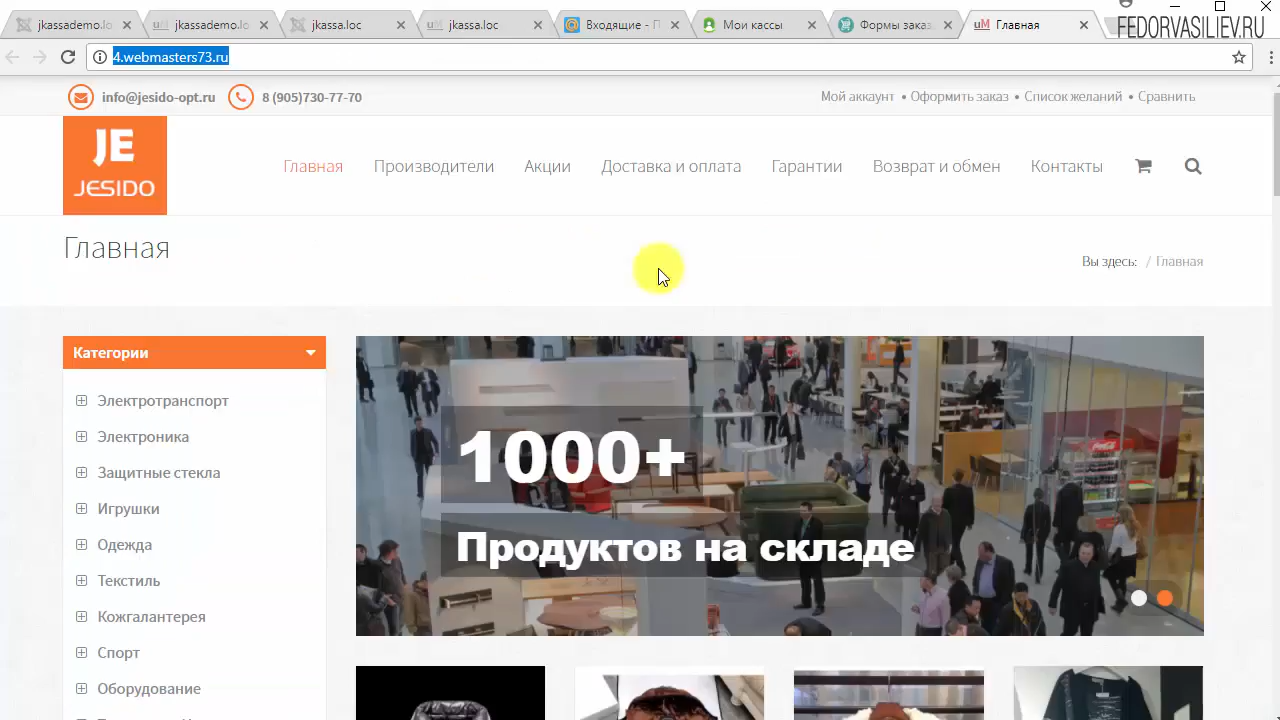 jkassademo.lo
jkassademo.lo
jkassa.loc
jkassa.loc
Входящие - П
Мои кассы
Формы заказ
uM Главная
FEDORVASILIEV.RU
4.webmasters73.ru
info@jesido-opt.ru 8 (905)730-77-70
Мой аккаунт • Оформить заказ • Список желаний • Сравнить
JE
JESIDO
Главная Производители Акции Доставка и оплата Гарантии Возврат и обмен Контакты
Главная
Вы здесь: / Главная
Категории
Электротранспорт
Электроника
Защитные стекла
Игрушки
Одежда
Текстиль
Кожгалантерея
Спорт
Оборудование
1000+
Продуктов на складе